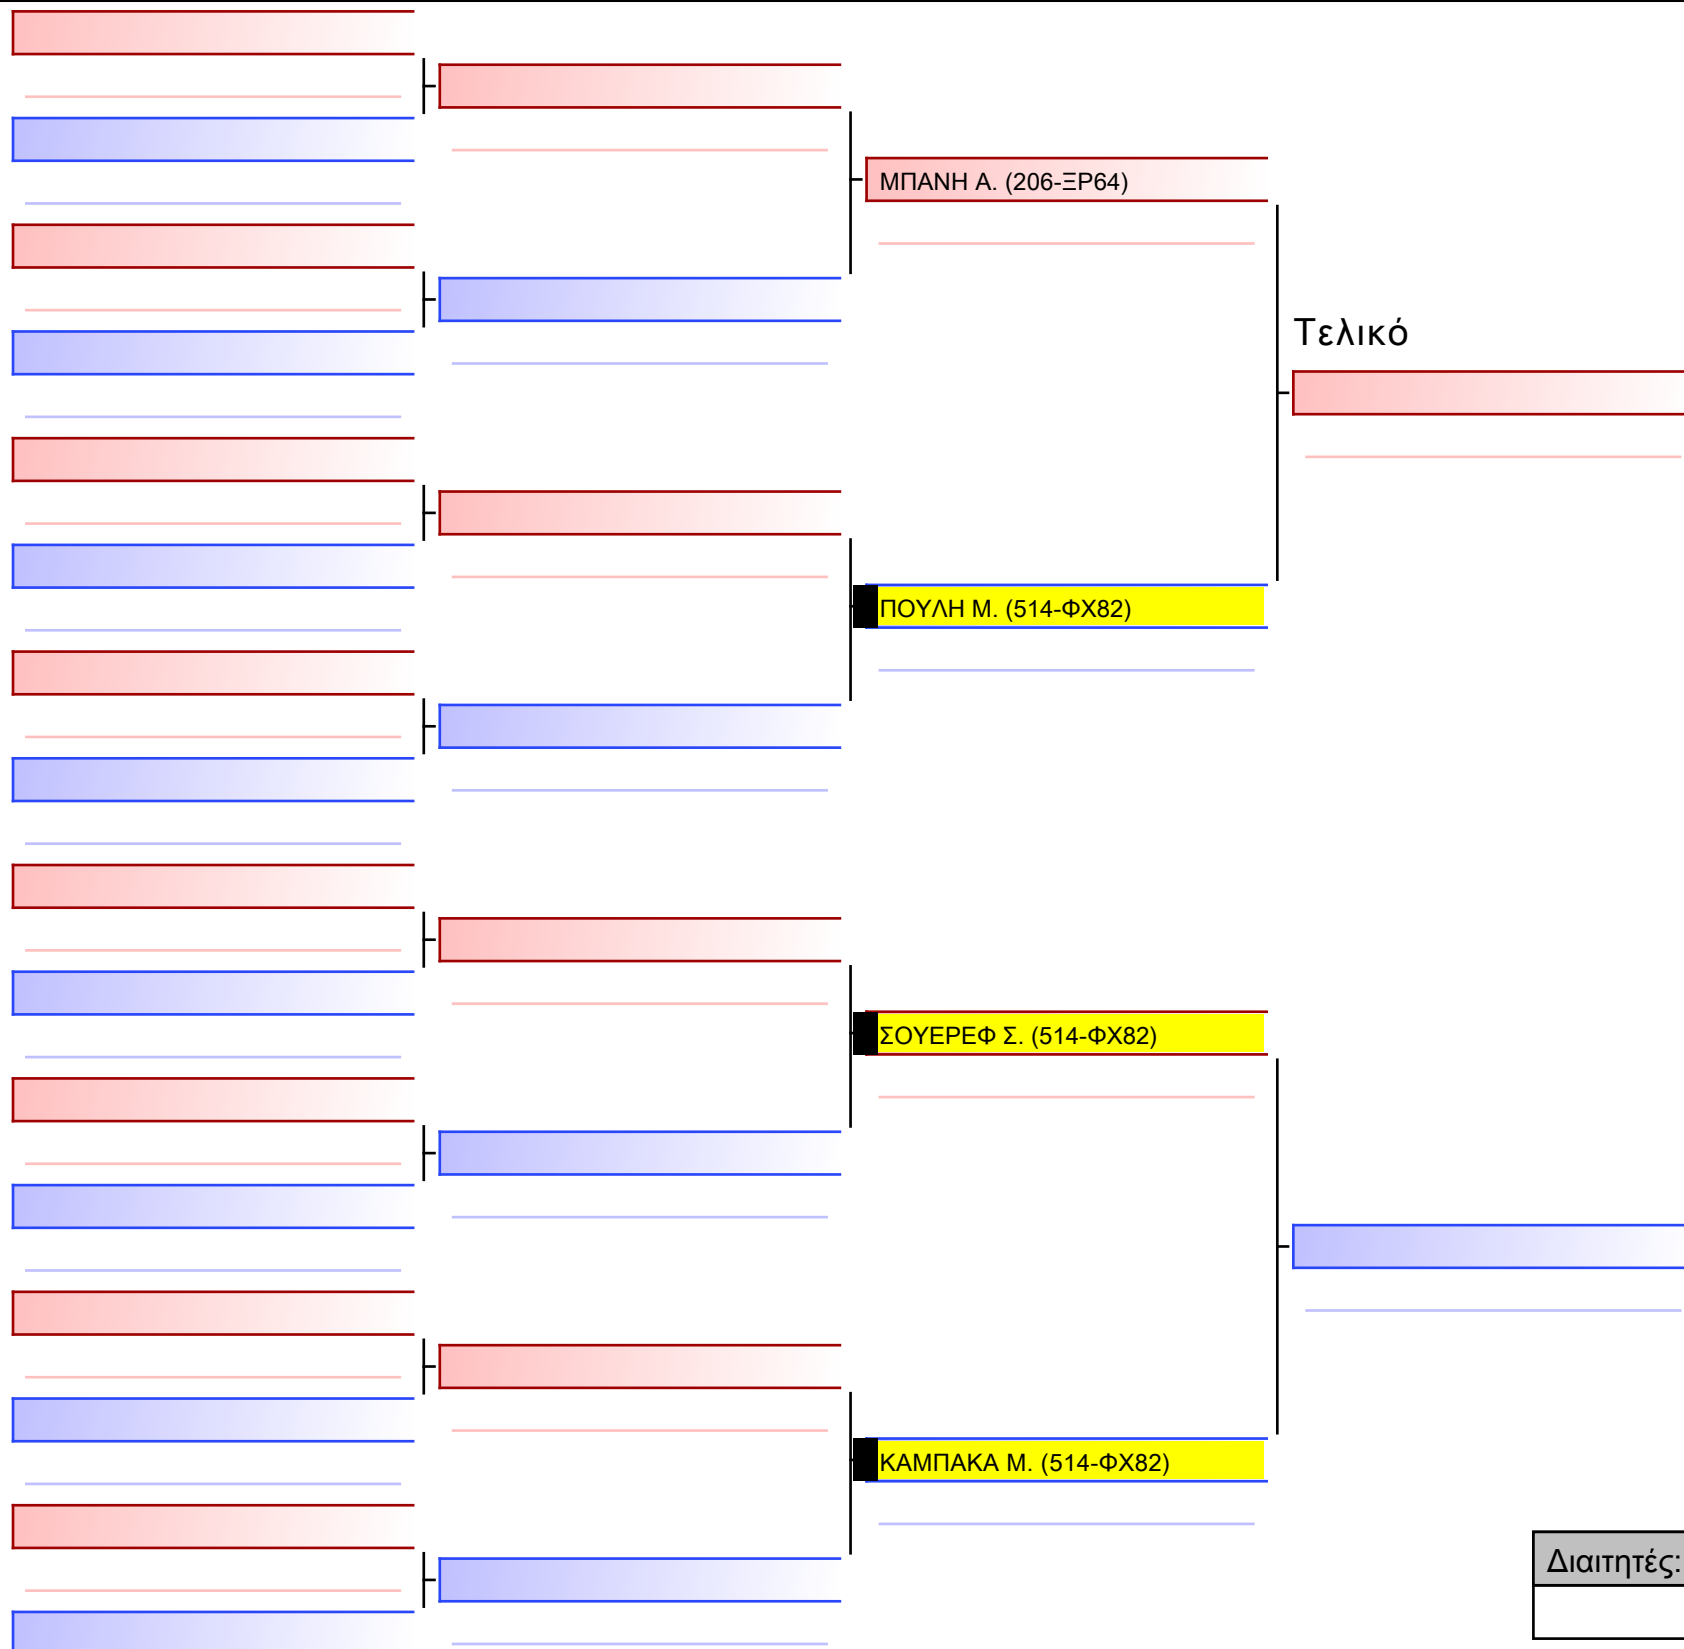 ΜΠΑΝΗ Α. (206-ΞΡ64)
Τελικό
ΠΟΥΛΗ Μ. (514-ΦΧ82)
ΣΟΥΕΡΕΦ Σ. (514-ΦΧ82)
ΚΑΜΠΑΚΑ Μ. (514-ΦΧ82)
Διαιτητές: